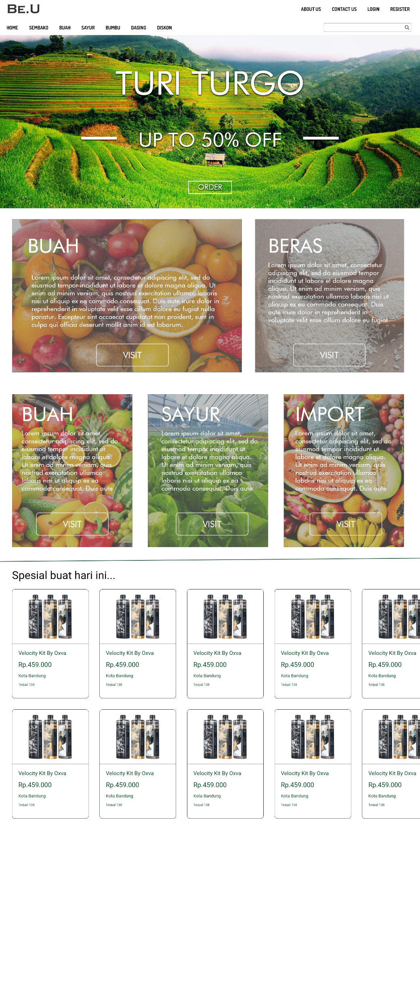 BE.U
ABOUT US CONTACT US LOGIN REGISTER
HOME SEMBAKO BUAH SAYUR BUMBU DAGING DISKON
TURI TURGO
UP TO 50% OFF
ORDER
BUAH
Lorem ipsum dolor sit amet, consectetur adipiscing elit, sed do
eiusmod tempor incididunt ut labore et dolore magna aliqua. Ut
enim ad minim veniam, quis nostrud exercitation ullamco laboris
nisi ut aliquip ex ea commodo consequat. Duis aute irure dolor in
reprehenderit in voluptate velit esse cillum dolore eu fugiat nulla
pariatur. Excepteur sint occaecat cupidatat non proident, sunt in
culpa qui officia deserunt mollit anim id est laborum.
VISIT
BERAS
Lorem ipsum dolor sit amet, consectetur
adipiscing elit, sed do eiusmod tempor
incididunt ut labore et dolore magna
aliqua. Ut enim ad minim veniam, quis
nostrud exercitation ullamco laboris nisi ut
aliquip ex ea commodo consequat. Duis
aute irure dolor in reprehenderit in
voluptate velit esse cillum dolore eu fugiat
VISIT
BUAH
Lorem ipsum dolor sit amet,
consectetur adipiscing elit, sed do
eiusmod tempor incididunt ut
labore et dolore magna aliqua.
Ut enim ad minim veniam, quis
nostrud exercitation ullamco
laboris nisi ut aliquip ex ea
commodo consequat. Duis aute
VISIT
SAYUR
Lorem ipsum dolor sit amet,
consectetur adipiscing elit, sed do
eiusmod tempor incididunt ut
labore et dolore magna aliqua.
Ut enim ad minim veniam, quis
nostrud exercitation ullamco
laboris nisi ut aliquip ex ea
commodo consequat. Duis aute
VISIT
IMPORT
Lorem ipsum dolor sit amet,
consectetur adipiscing elit, sed do
eiusmod tempor incididunt ut
labore et dolore magna aliqua.
Ut enim ad minim veniam, quis
nostrud exercitation ullamco
laboris nisi ut aliquip ex ea
commodo consequat. Duis aute
VISIT
Spesial buat hari ini...
Velocity Kit By Oxva
Rp.459.000
Kota Bandung
Terjual 138
Velocity Kit By Oxva
Rp.459.000
Kota Bandung
Terjual 138
Velocity Kit By Oxva
Rp.459.000
Kota Bandung
Terjual 138
Velocity Kit By Oxva
Rp.459.000
Kota Bandung
Terjual 138
Velocity Kit By Oxva
Rp.459.000
Kota Bandung
Terjual 138
Velocity Kit By Oxva
Rp.459.000
Kota Bandung
Terjual 138
Velocity Kit By Oxva
Rp.459.000
Kota Bandung
Terjual 138
Velocity Kit By Oxva
Rp.459.000
Kota Bandung
Terjual 138
Velocity Kit By Oxva
Rp.459.000
Kota Bandung
Terjual 138
Velocity Kit By Oxva
Rp.459.000
Kota Bandung
Terjual 138